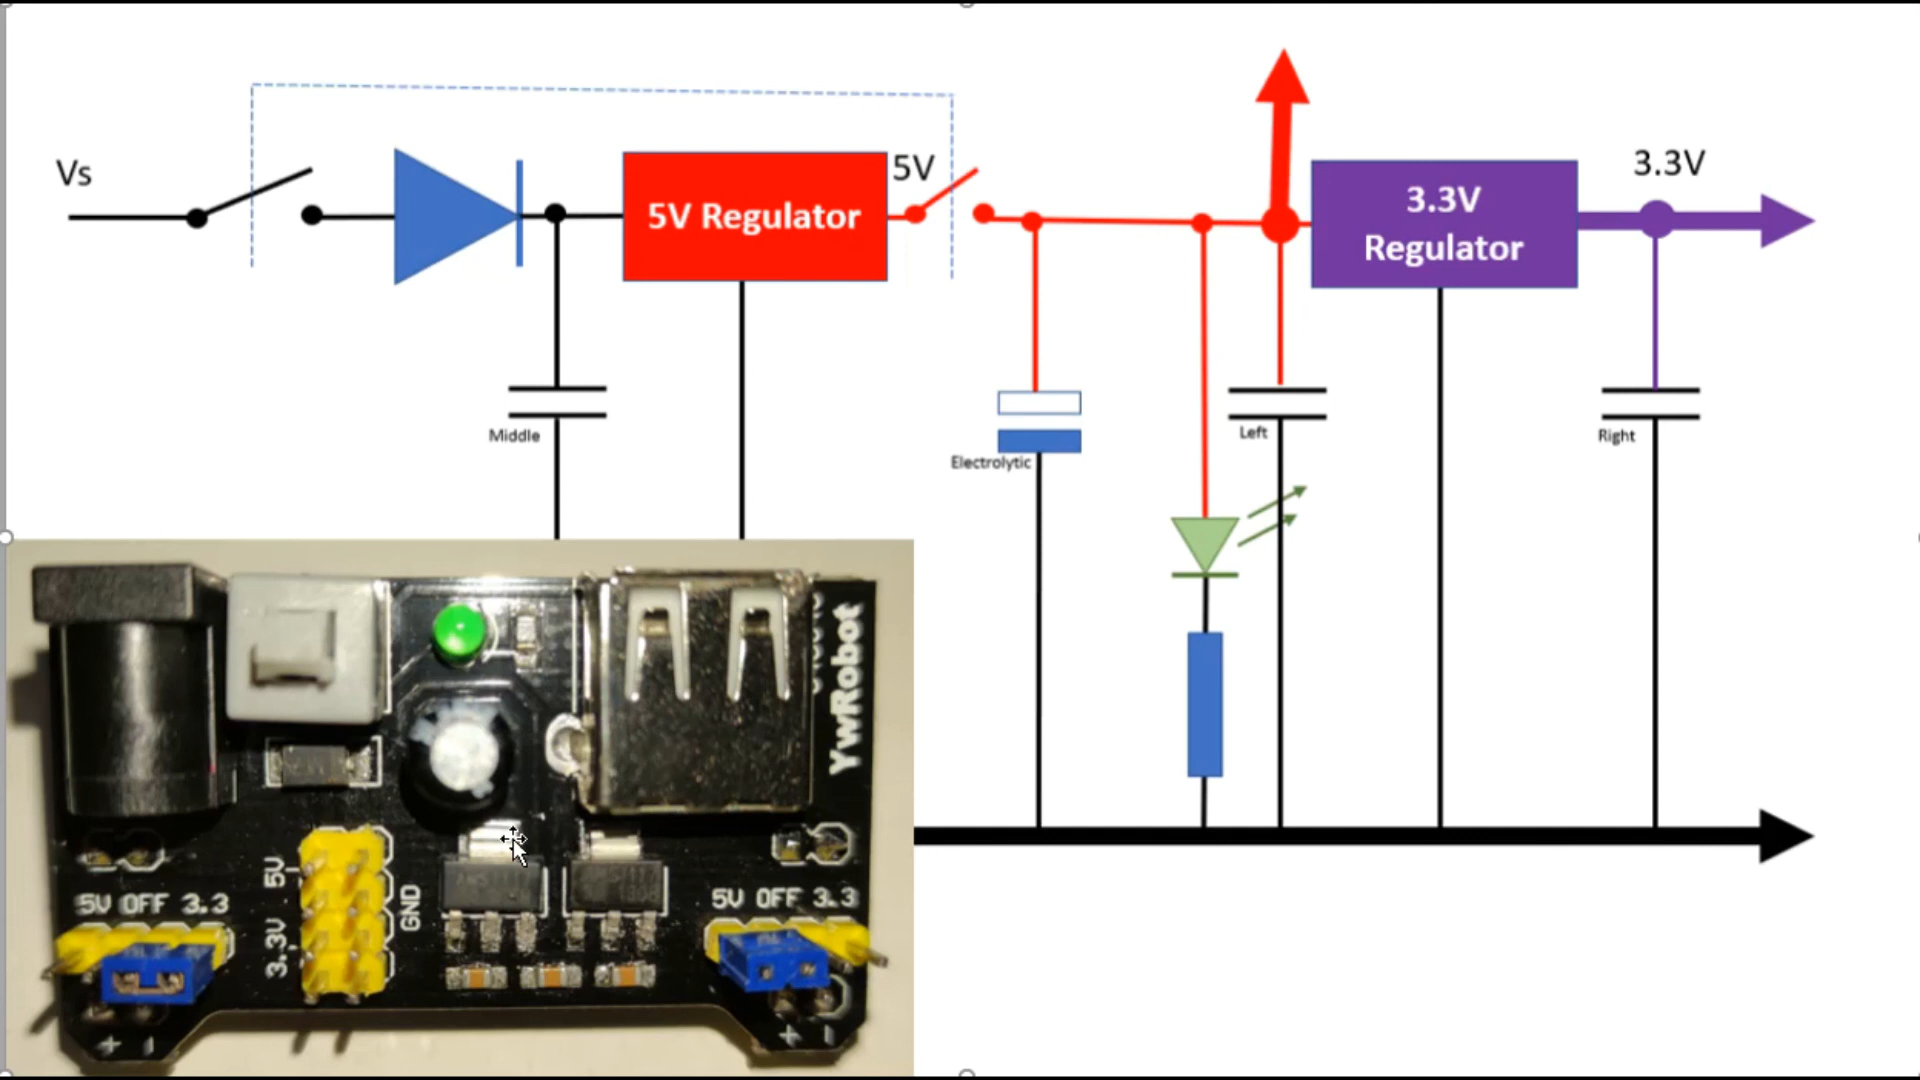 Vs
5V Regulator
5V
3.3V
Regulator
3.3V
Middle
Electrolytic
Left
Right
YwRobot
5V
3.3V
GND
5V OFF 3.3
5V OFF 3.3
+ -
+ -